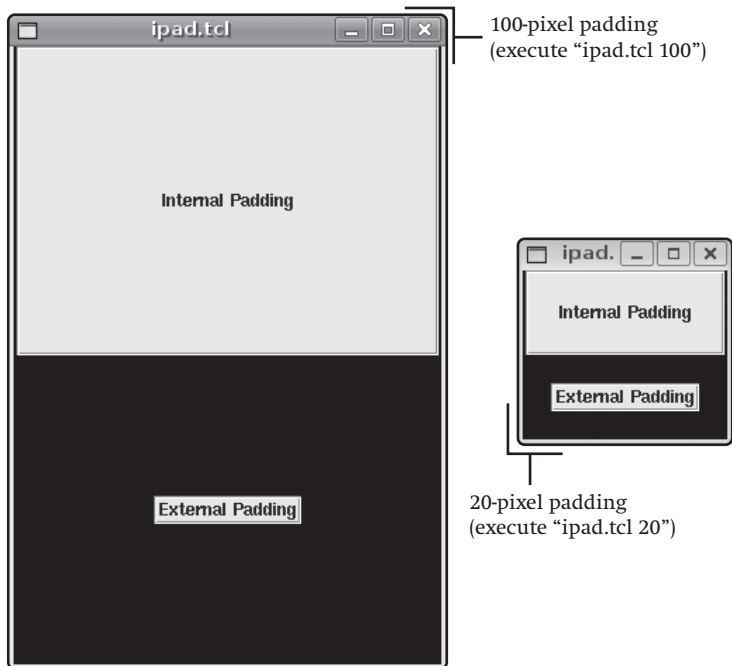 ipad.tcl
100-pixel padding
(execute “ipad.tcl 100”)
Internal Padding
ipad.
Internal Padding
External Padding
External Padding
20-pixel padding
(execute “ipad.tcl 20”)